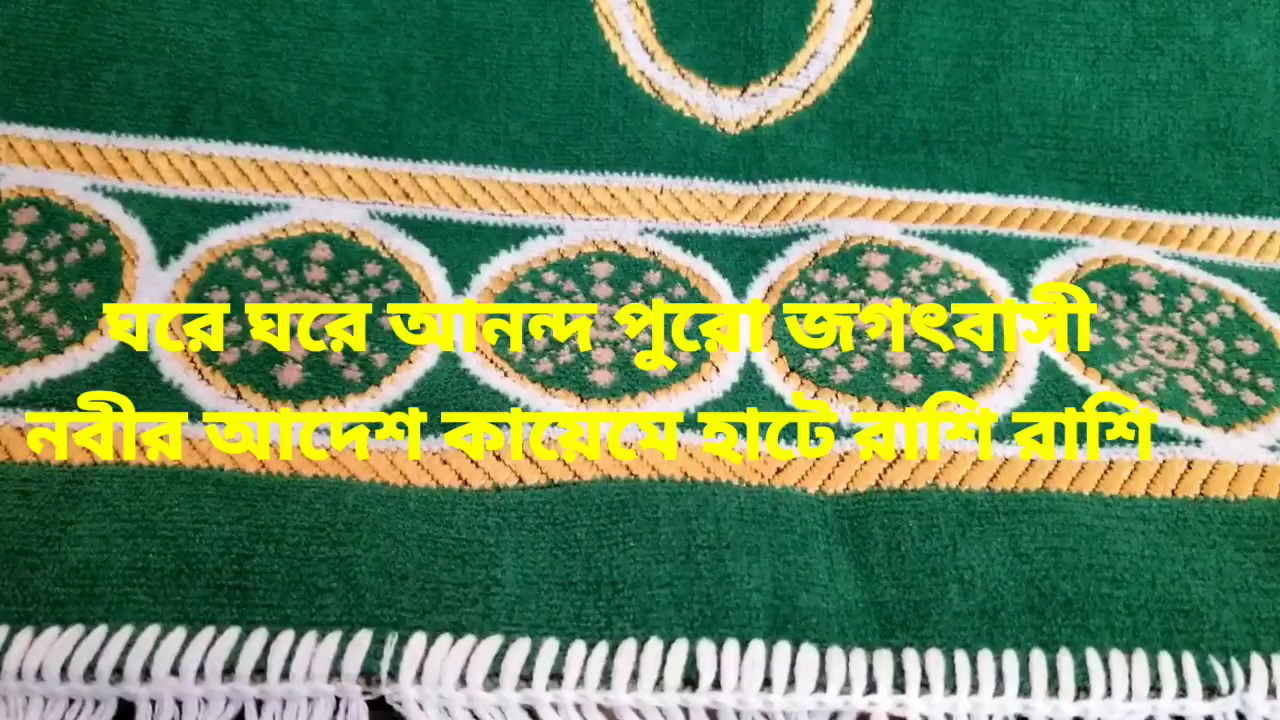 ঘরে ঘরে আনন্দ পুরো জগৎবাসী
নবীর আদেশ কায়েমে হাটে রাশি রাশি